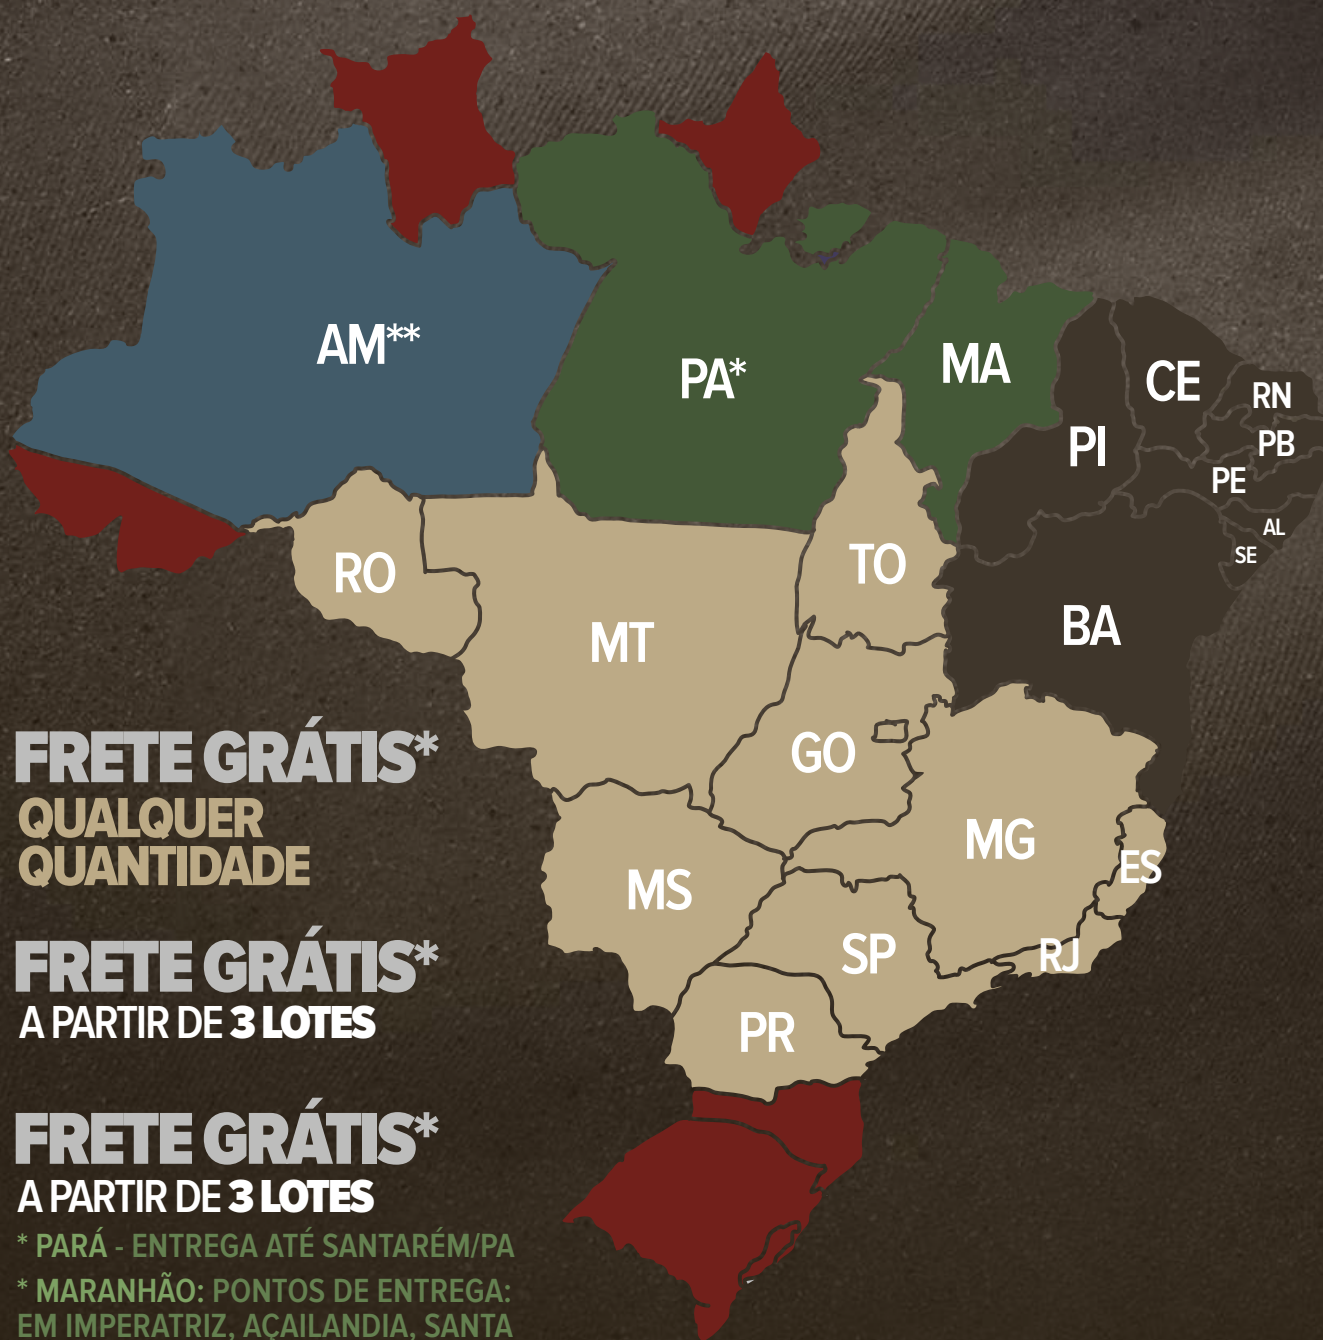 AM**
PA*
MA
CE
RN
PI
PB
PE
AL
SE
RO
TO
MT
BA
GO
MG
ES
MS
SP
RJ
PR
FRETE GRÁTIS*
QUALQUER
QUANTIDADE
FRETE GRÁTIS*
A PARTIR DE 3 LOTES
FRETE GRÁTIS*
A PARTIR DE 3 LOTES
* PARÁ - ENTREGA ATÉ SANTARÉM/PA
* MARANHÃO: PONTOS DE ENTREGA:
EM IMPERATRIZ, AÇAILANDIA, SANTA